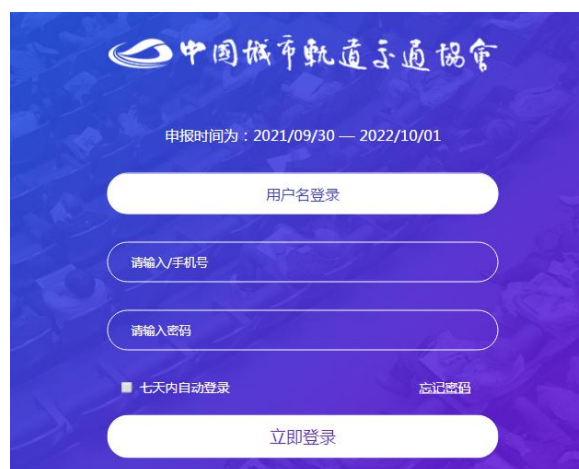 中国城市轨道交通协会
申报时间为：2021/09/30 — 2022/10/01
用户名登录
请输入/手机号
请输入密码
七天内自动登录
忘记密码
立即登录